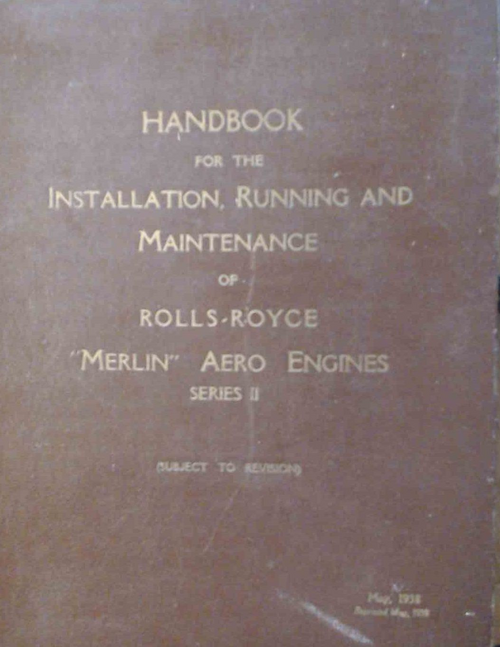 HANDBOOK
FOR THE
INSTALLATION, RUNNING AND
MAINTENANCE
OF
ROLLS-ROYCE
"MERLIN" AERO ENGINES
SERIES II
(SUBJECT TO REVISION)
May, 1938
May,